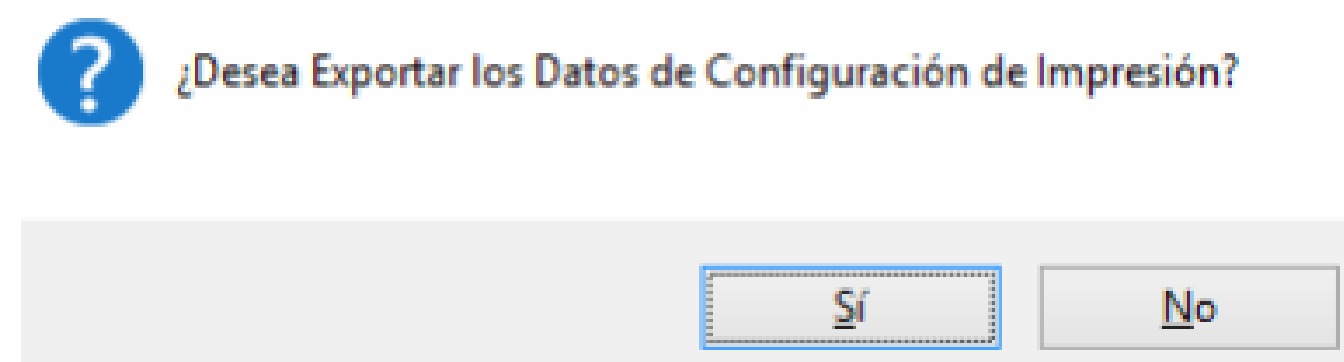 ¿Desea Exportar los Datos de Configuración de Impresión?
Sí
No